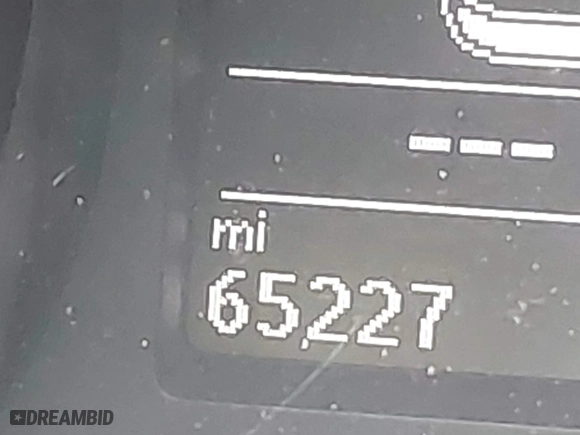 ---
mi
65,227
DREAMBID